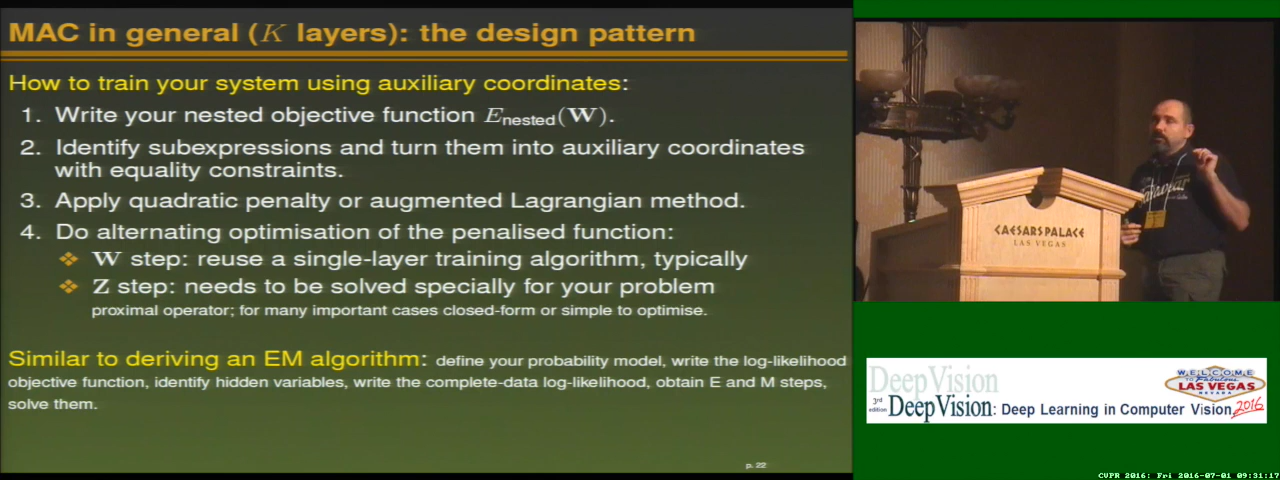 MAC in general (K layers): the design pattern
How to train your system using auxiliary coordinates:
1. Write your nested objective function E_nested(W).
2. Identify subexpressions and turn them into auxiliary coordinates
with equality constraints.
3. Apply quadratic penalty or augmented Lagrangian method.
4. Do alternating optimisation of the penalised function:
❖ W step: reuse a single-layer training algorithm, typically
❖ Z step: needs to be solved specially for your problem
proximal operator; for many important cases closed-form or simple to optimise.
Similar to deriving an EM algorithm: define your probability model, write the log-likelihood
objective function, identify hidden variables, write the complete-data log-likelihood, obtain E and M steps,
solve them.
p. 22
CAESARS PALACE
LAS VEGAS
DeepVision
WELCOME
TO Fabulous
LAS VEGAS
NEVADA
3rd
edition
DeepVision: Deep Learning in Computer Vision 2016
CVPR 2016: Fri 2016-07-01 09:31:17